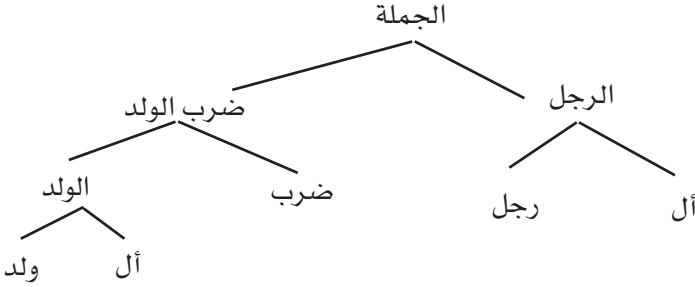 الجملة
الرجل
ضرب الولد
أل
رجل
ضرب
الولد
أل
ولد